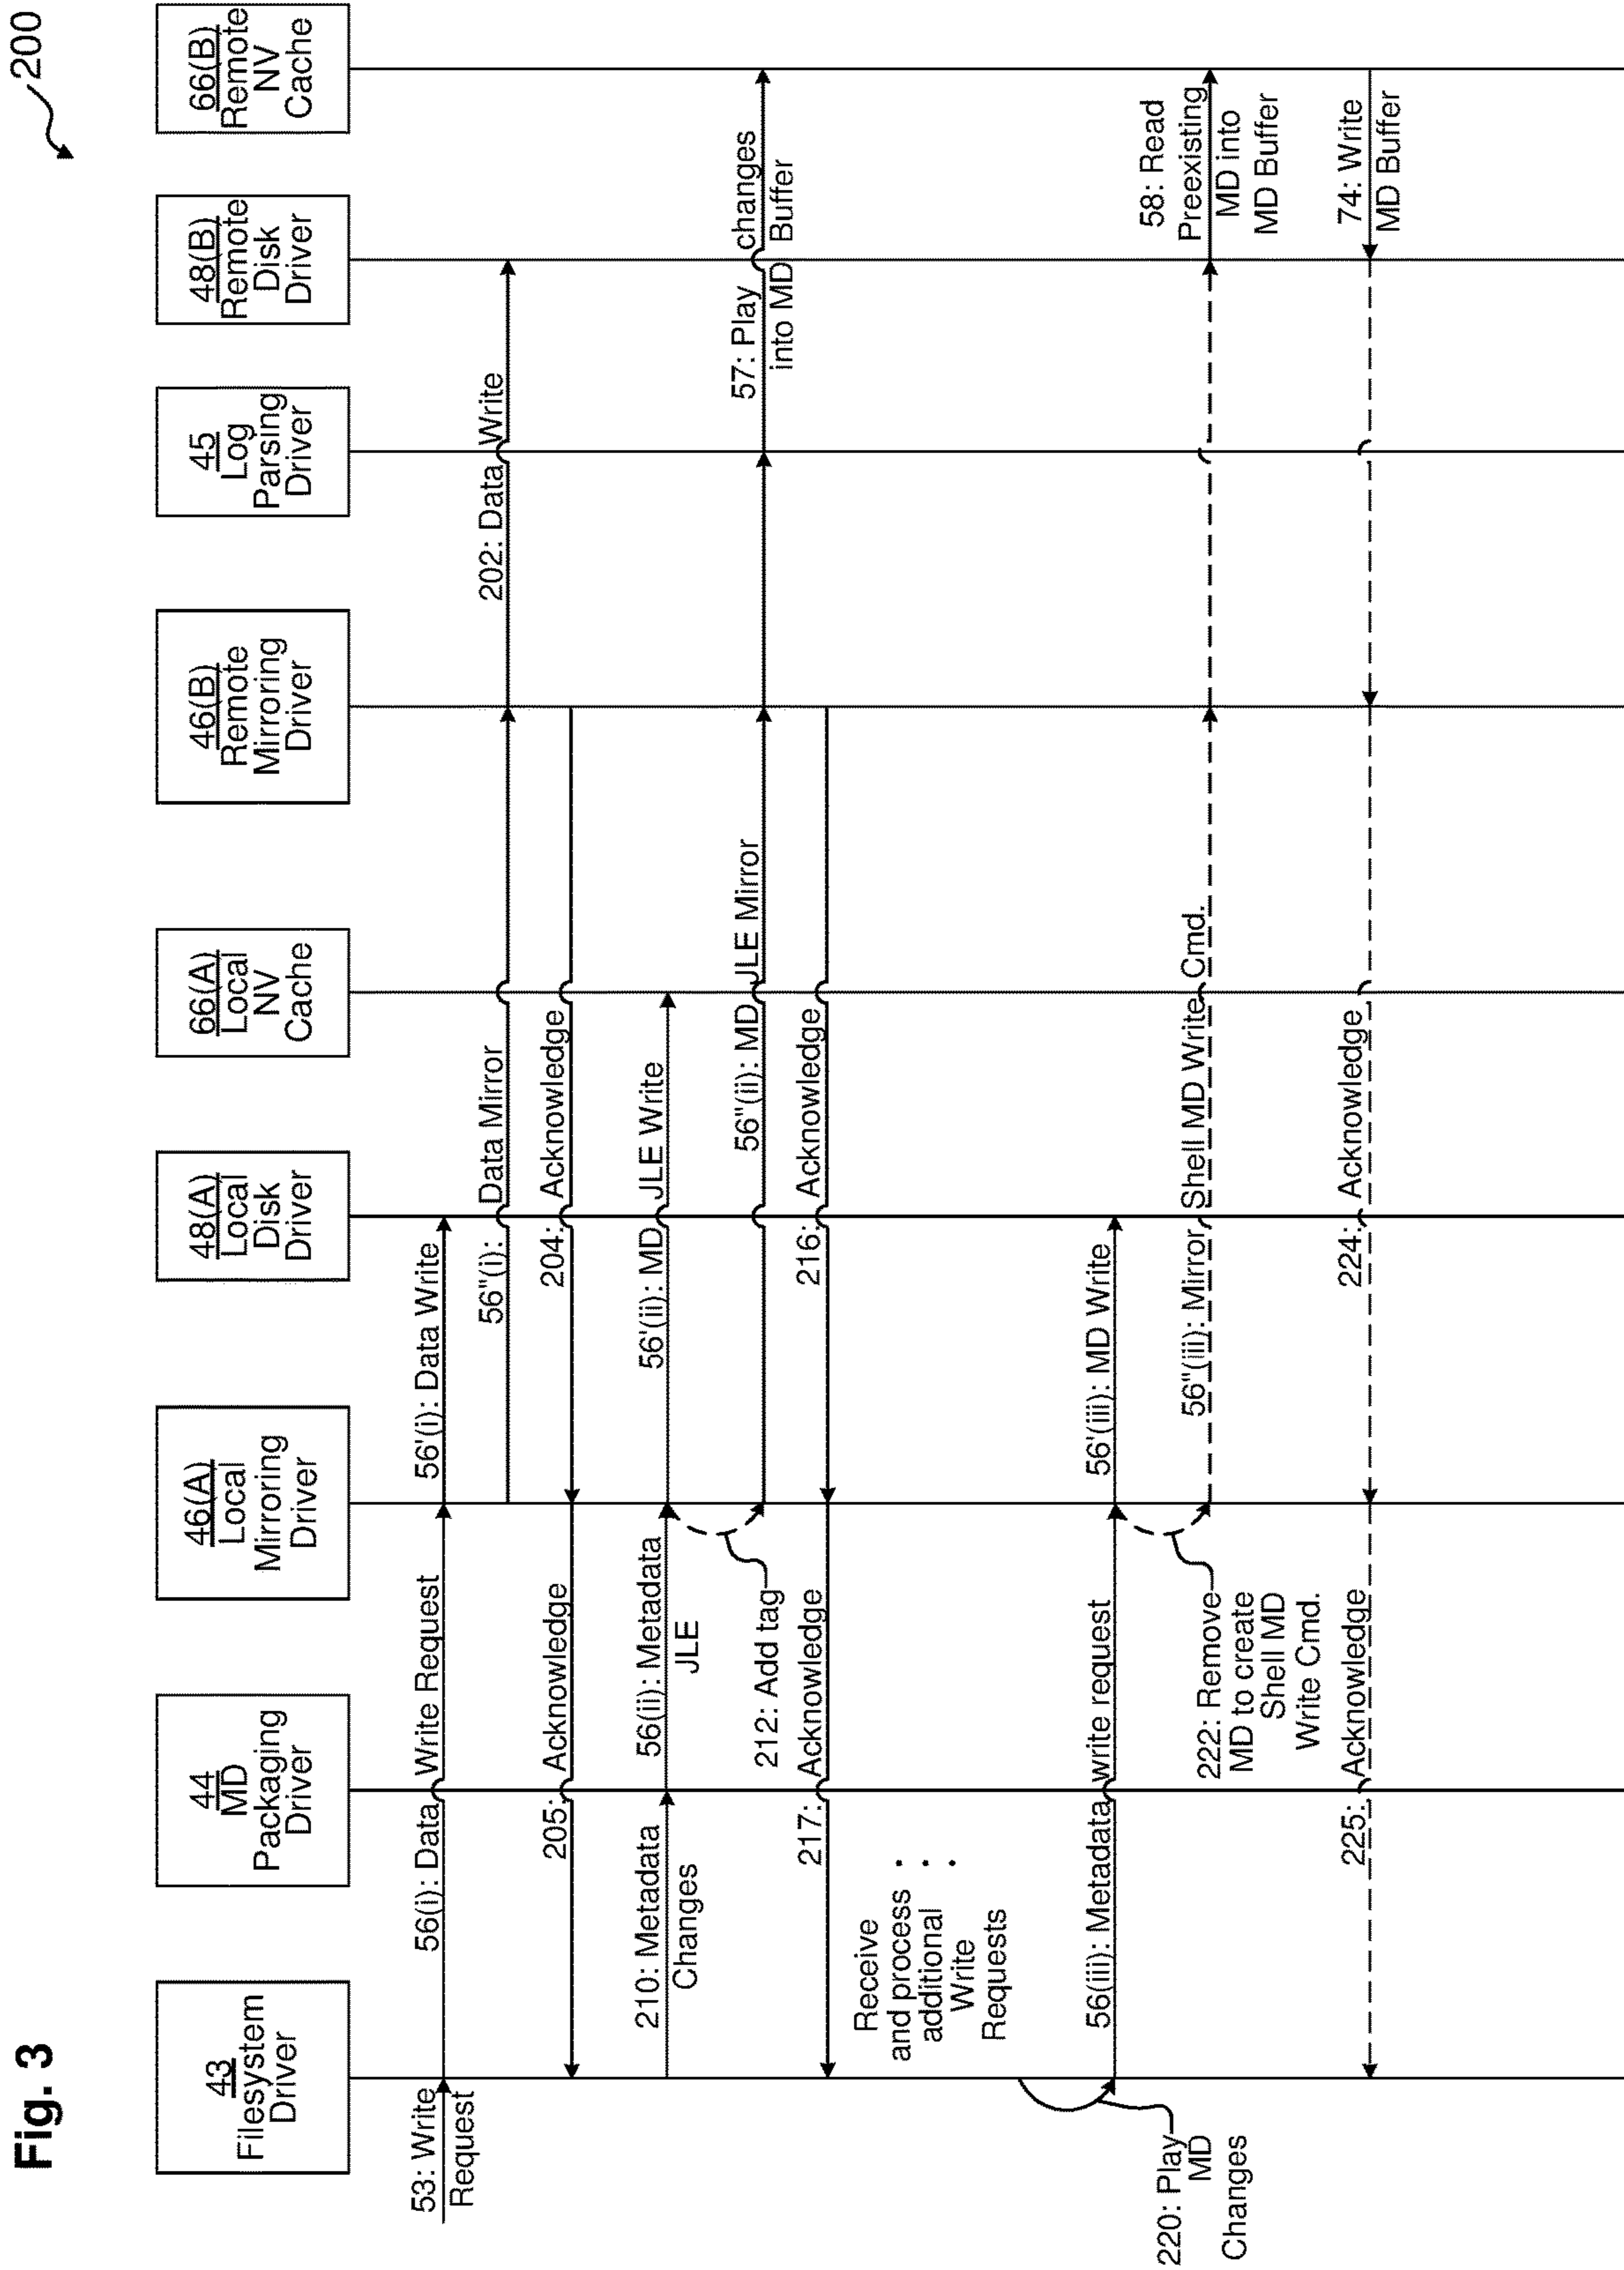 Fig. 3
200
43
Filesystem
Driver
44
MD
Packaging
Driver
46(A)
Local
Mirroring
Driver
48(A)
Local
Disk
Driver
66(A)
Local
NV
Cache
46(B)
Remote
Mirroring
Driver
45
Log
Parsing
Driver
48(B)
Remote
Disk
Driver
66(B)
Remote
NV
Cache
53: Write
Request
56(i): Data Write Request
56'(i): Data Write
56"(i): Data Mirror
202: Data Write
204: Acknowledge
205: Acknowledge
210: Metadata
Changes
56(ii): Metadata
JLE
56'(ii): MD JLE Write
212: Add tag
56"(ii): MD JLE Mirror
57: Play changes
into MD Buffer
216: Acknowledge
217: Acknowledge
Receive
and process
additional
Write
Requests
. . .
220: Play
MD
Changes
56(iii): Metadata write request
56'(iii): MD Write
222: Remove
MD to create
Shell MD
Write Cmd.
56"(iii): Mirror Shell MD Write Cmd.
58: Read
Preexisting
MD into
MD Buffer
74: Write
MD Buffer
224: Acknowledge
225: Acknowledge